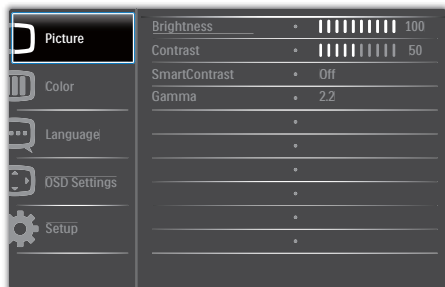 Picture
Color
Language
OSD Settings
Setup
Brightness • 100
Contrast • 50
SmartContrast • Off
Gamma • 2.2
•
•
•
•
•
•